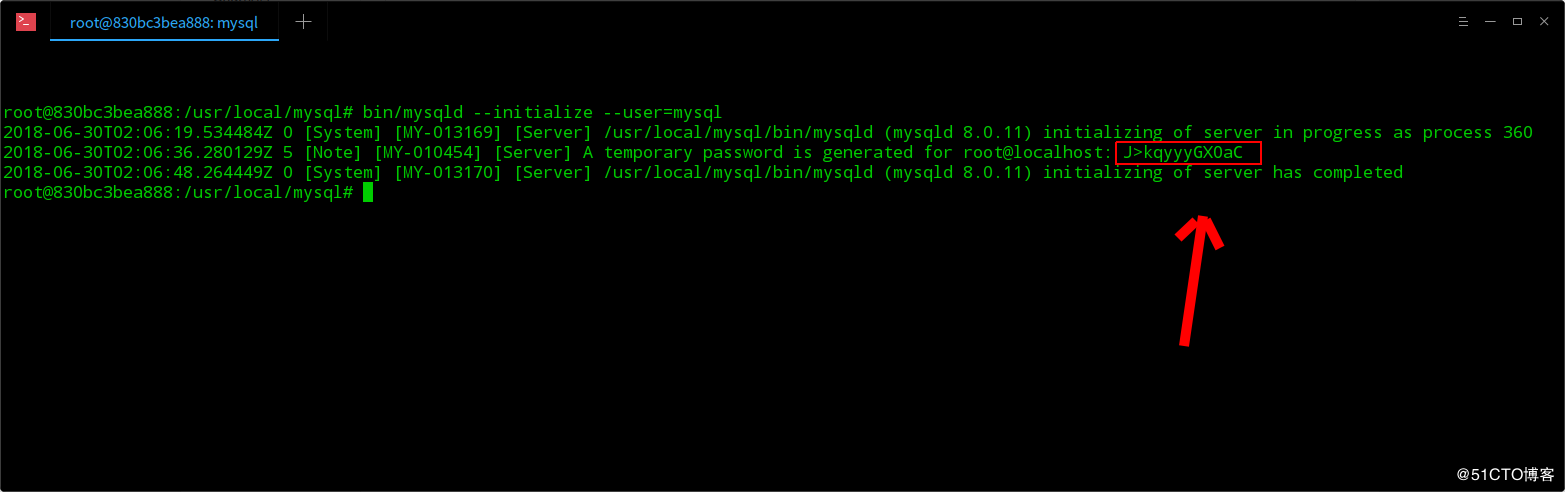 root@830bc3bea888: mysql
root@830bc3bea888:/usr/local/mysql# bin/mysqld --initialize --user=mysql
2018-06-30T02:06:19.534484Z 0 [System] [MY-013169] [Server] /usr/local/mysql/bin/mysqld (mysqld 8.0.11) initializing of server in progress as process 360
2018-06-30T02:06:36.280129Z 5 [Note] [MY-010454] [Server] A temporary password is generated for root@localhost: J>kqyyyGX0aC
2018-06-30T02:06:48.264449Z 0 [System] [MY-013170] [Server] /usr/local/mysql/bin/mysqld (mysqld 8.0.11) initializing of server has completed
root@830bc3bea888:/usr/local/mysql#
@51CTO博客